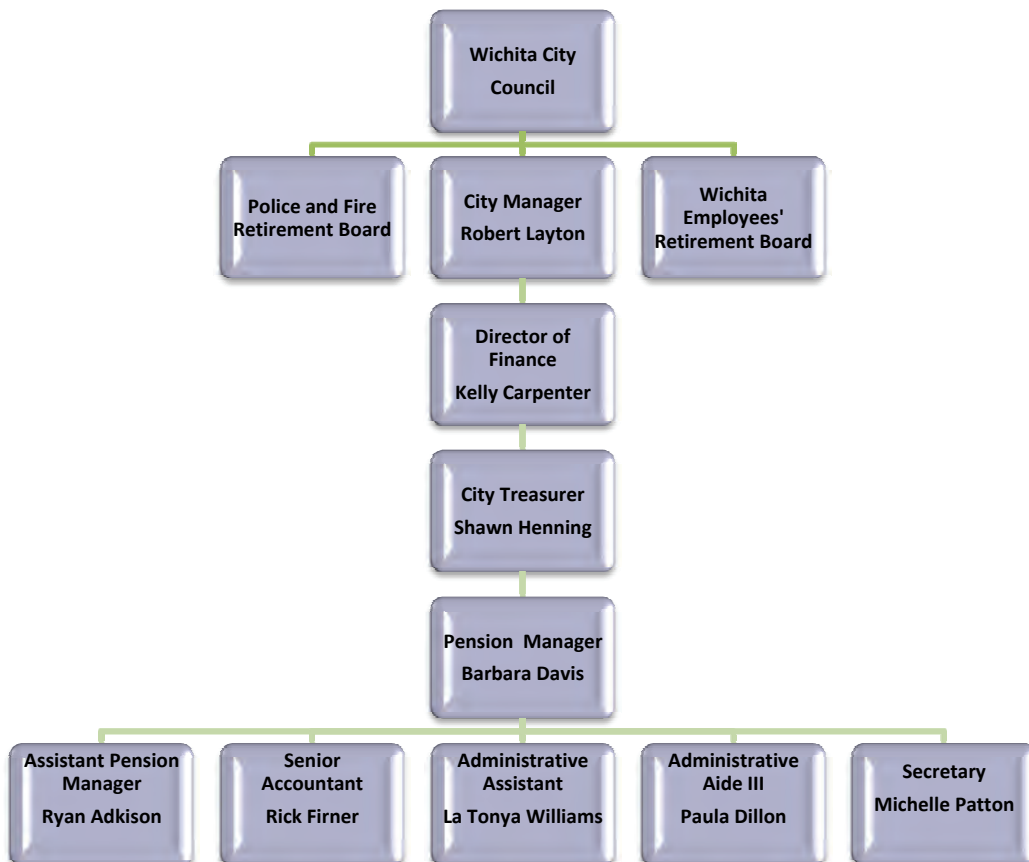 Wichita City
Council
Police and Fire
Retirement Board
City Manager
Robert Layton
Wichita
Employees'
Retirement Board
Director of
Finance
Kelly Carpenter
City Treasurer
Shawn Henning
Pension Manager
Barbara Davis
Assistant Pension
Manager
Ryan Adkison
Senior
Accountant
Rick Firner
Administrative
Assistant
La Tonya Williams
Administrative
Aide III
Paula Dillon
Secretary
Michelle Patton